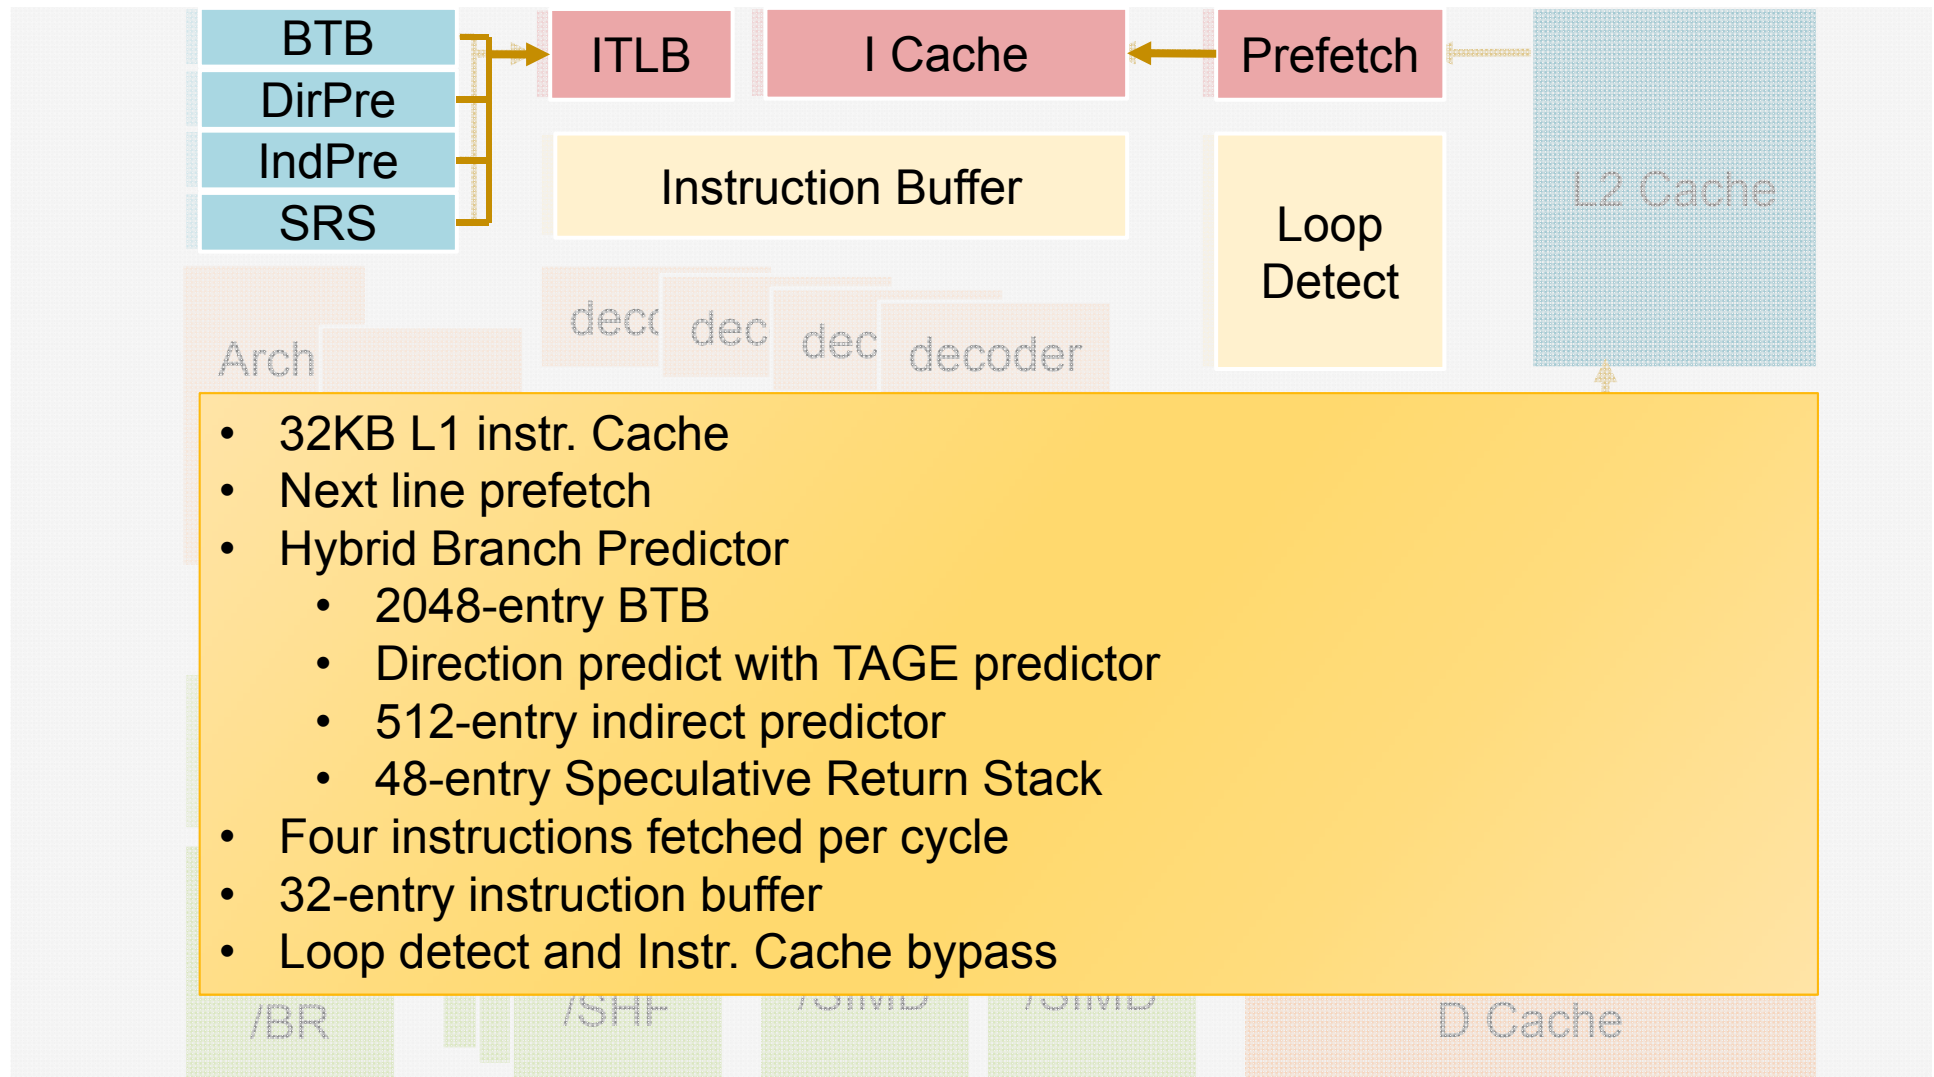 BTB
DirPre
IndPre
SRS
ITLB
I Cache
Prefetch
Instruction Buffer
Loop
Detect
L2 Cache
Arch
dec
dec
decoder
• 32KB L1 instr. Cache
• Next line prefetch
• Hybrid Branch Predictor
• 2048-entry BTB
• Direction predict with TAGE predictor
• 512-entry indirect predictor
• 48-entry Speculative Return Stack
• Four instructions fetched per cycle
• 32-entry instruction buffer
• Loop detect and Instr. Cache bypass
/BR
/SHF
/SIMD
/SIMD
D Cache